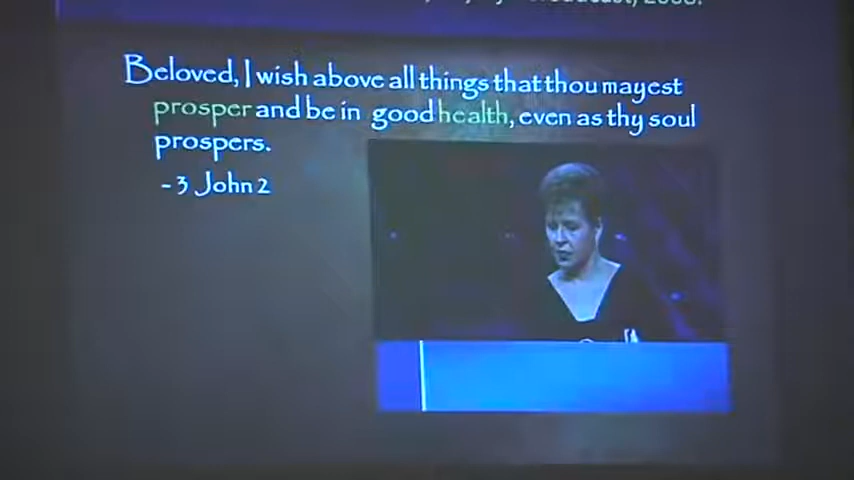 Beloved, I wish above all things that thou mayest
prosper and be in good health, even as thy soul
prospers.
- 3 John 2